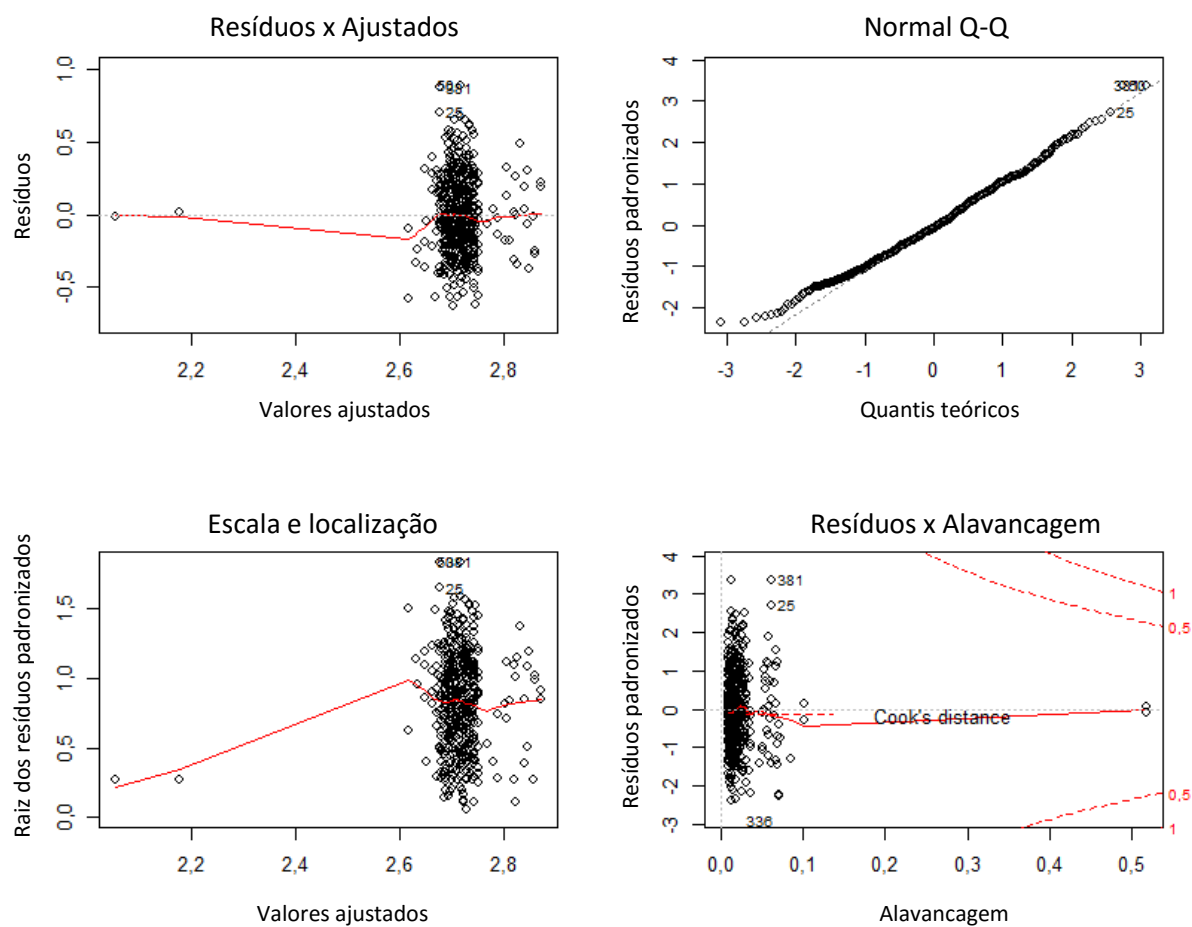 Resíduos x Ajustados
Resíduos
1,0
0,5
0,0
-0,5
381
25
2,2 2,4 2,6 2,8
Valores ajustados
Normal Q-Q
Resíduos padronizados
4
3
2
1
0
-1
-2
25
-3 -2 -1 0 1 2 3
Quantis teóricos
Escala e localização
Raiz dos resíduos padronizados
1,5
1,0
0,5
0,0
25
2,2 2,4 2,6 2,8
Valores ajustados
Resíduos x Alavancagem
Resíduos padronizados
4
3
2
1
0
-1
-2
-3
381
25
336
Cook's distance
1
0,5
0,5
1
0,0 0,1 0,2 0,3 0,4 0,5
Alavancagem